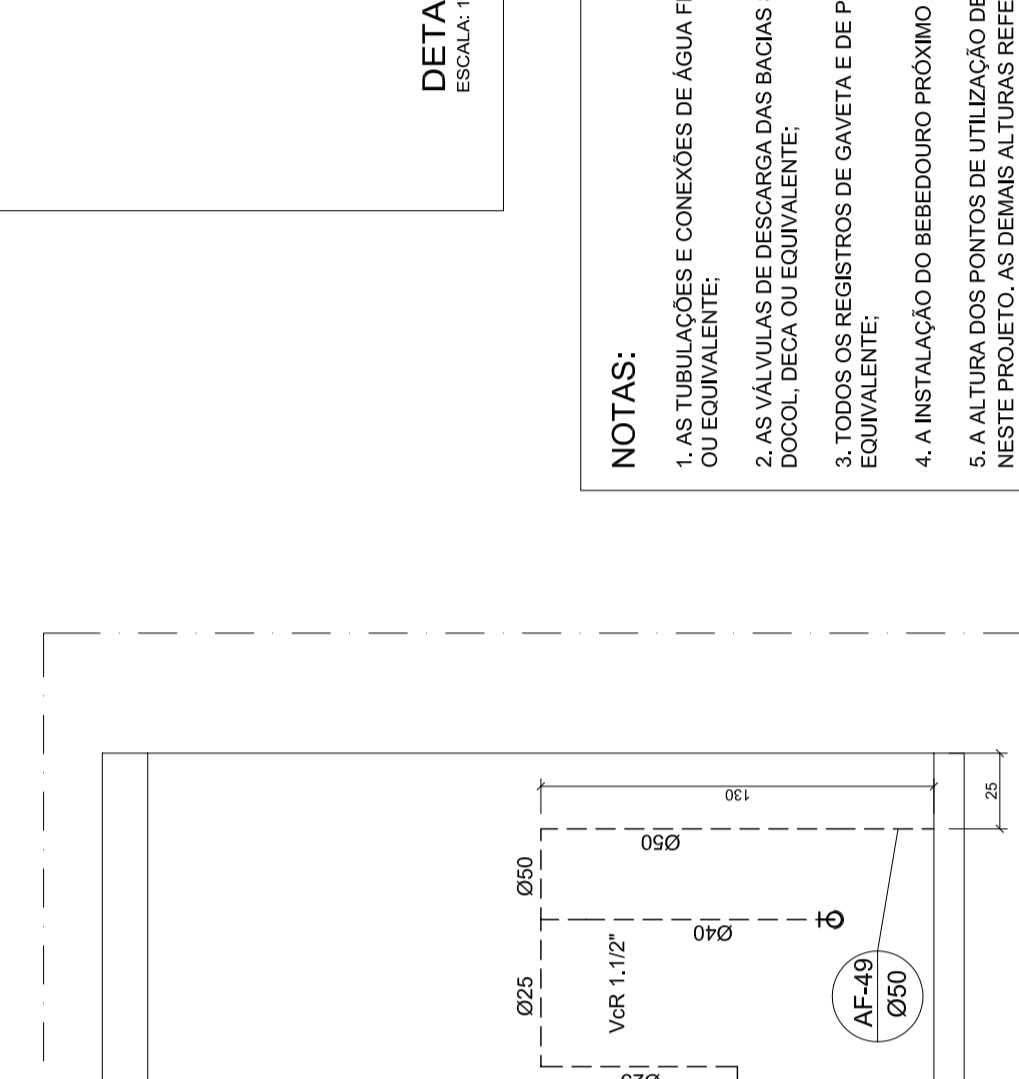 DETA
ESCALA: 1
NOTAS:
1. AS TUBULAÇÕES E CONEXÕES DE ÁGUA F
OU EQUIVALENTE;
2. AS VÁLVULAS DE DESCARGA DAS BACIAS
DOCOL, DECA OU EQUIVALENTE;
3. TODOS OS REGISTROS DE GAVETA E DE P
EQUIVALENTE;
4. A INSTALAÇÃO DO BEBEDOURO PRÓXIMO
5. A ALTURA DOS PONTOS DE UTILIZAÇÃO DE
NESTE PROJETO. AS DEMAIS ALTURAS REFE
130
25
Ø50
Ø50
Ø40
Ø25
VcR 1.1/2"
AF-49
Ø50